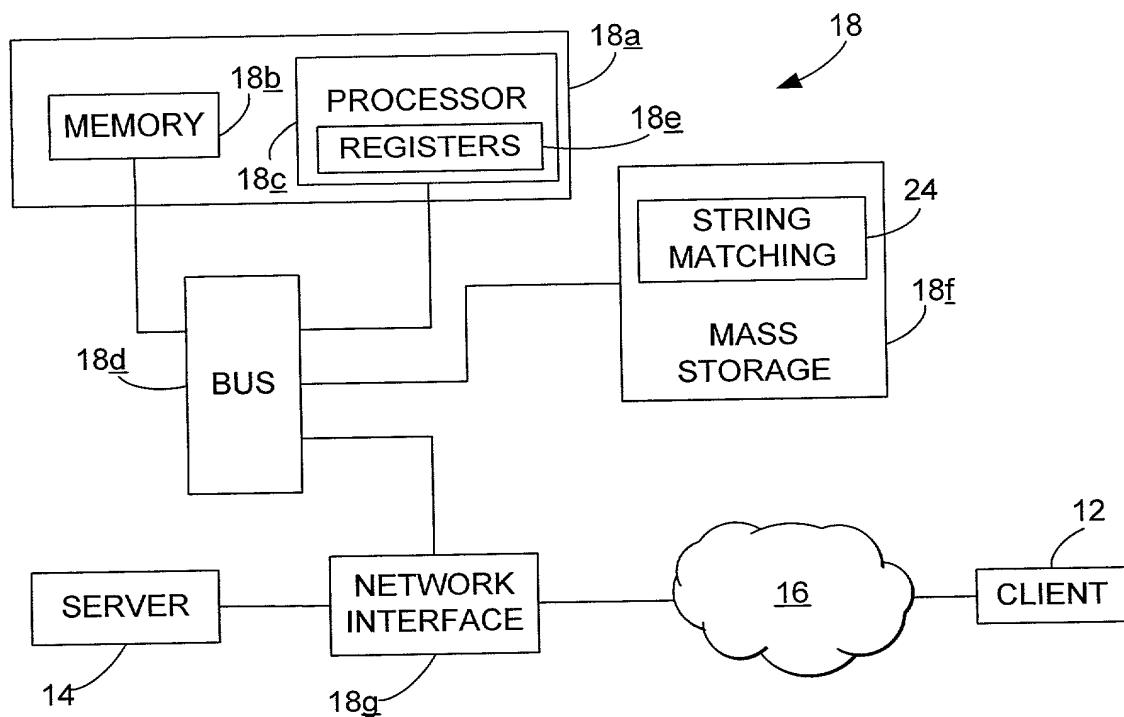 18
18a
18b
PROCESSOR
MEMORY
18e
REGISTERS
18c
24
STRING
MATCHING
18f
MASS
STORAGE
18d
BUS
12
NETWORK
INTERFACE
SERVER
16
CLIENT
14
18g